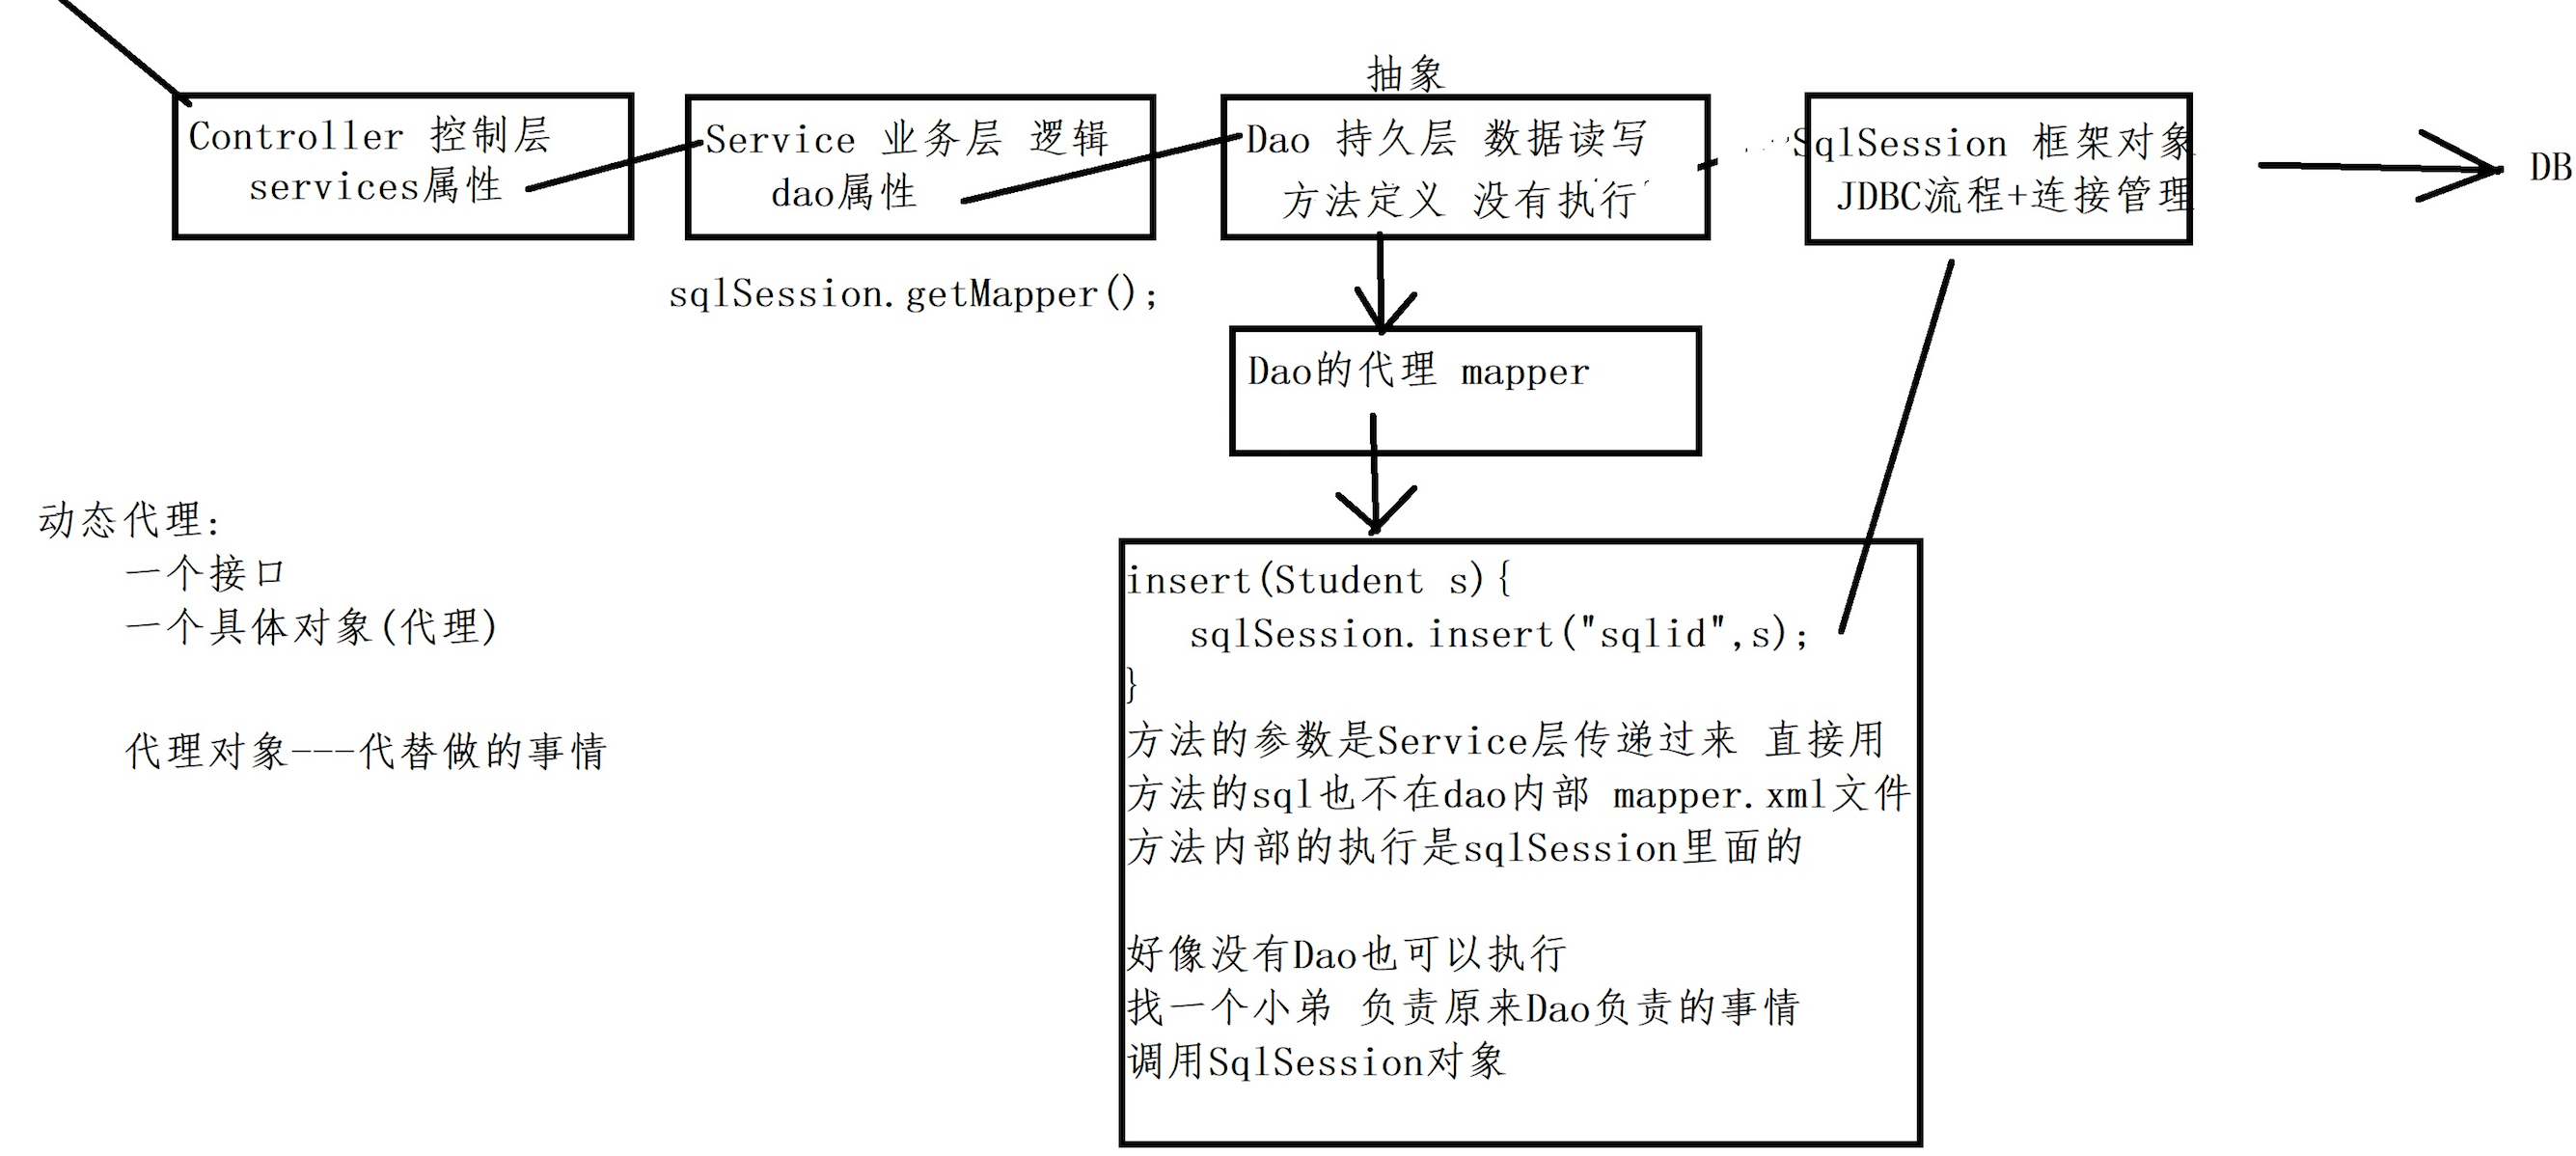 抽象
Controller 控制层
services属性
Service 业务层 逻辑
dao属性
Dao 持久层 数据读写
方法定义 没有执行
SqlSession 框架对象
JDBC流程+连接管理
DB
sqlSession.getMapper();
Dao的代理 mapper
动态代理:
一个接口
一个具体对象(代理)
代理对象---代替做的事情
insert(Student s){
sqlSession.insert("sqlid",s);
}
方法的参数是Service层传递过来 直接用
方法的sql也不在dao内部 mapper.xml文件
方法内部的执行是sqlSession里面的
好像没有Dao也可以执行
找一个小弟 负责原来Dao负责的事情
调用SqlSession对象